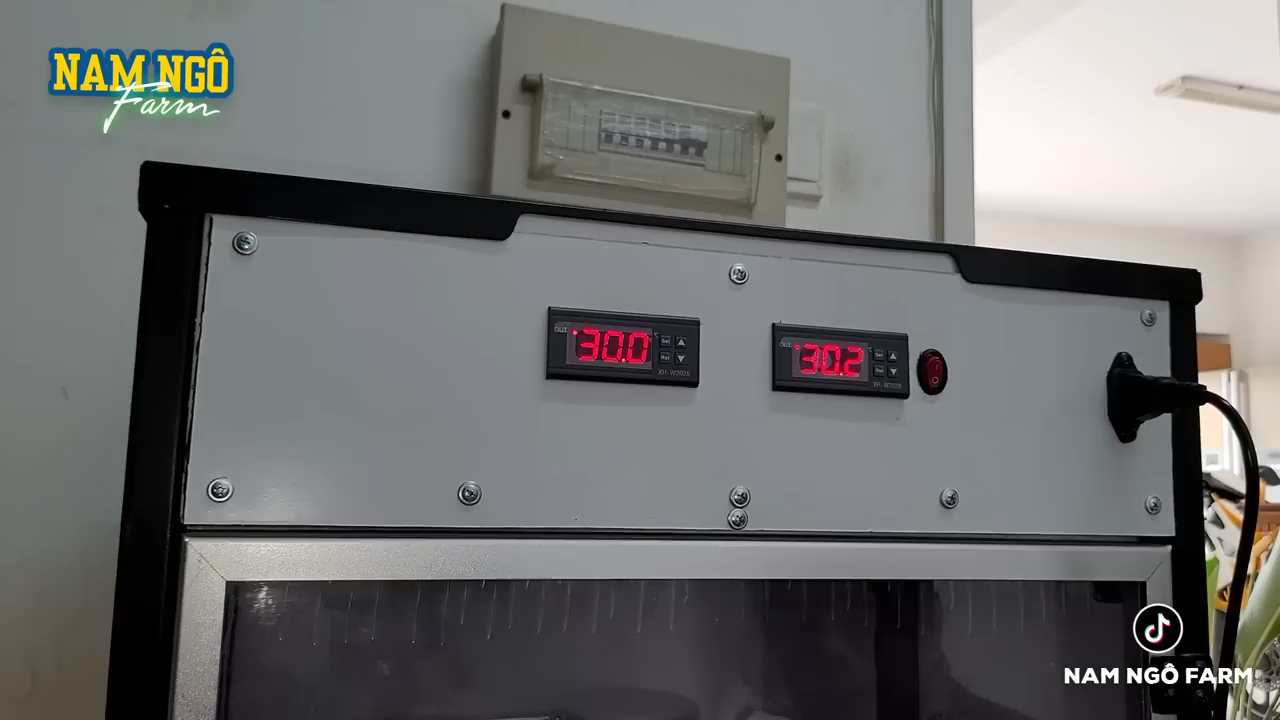 NAM NGÔ
Farm
OUT 30.0 °C Set
Rst
XH-W2028
OUT 30.2 °C Set
Rst
XH-W2028
NAM NGÔ FARM